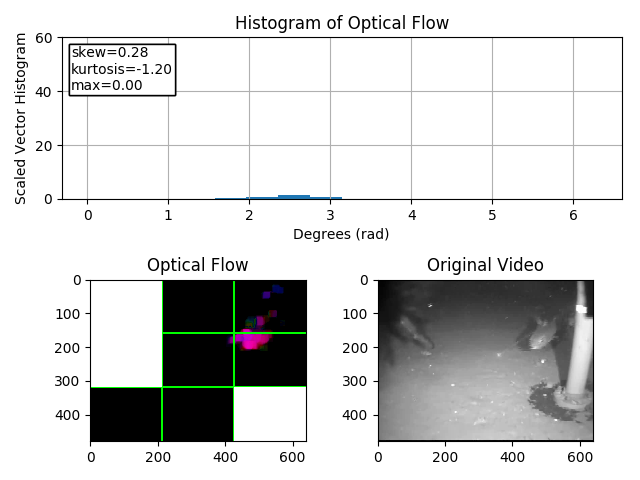 Histogram of Optical Flow
Scaled Vector Histogram
60
40
20
0
skew=0.28
kurtosis=-1.20
max=0.00
0 1 2 3 4 5 6
Degrees (rad)
Optical Flow
0
100
200
300
400
0 200 400 600
Original Video
0
100
200
300
400
0 200 400 600